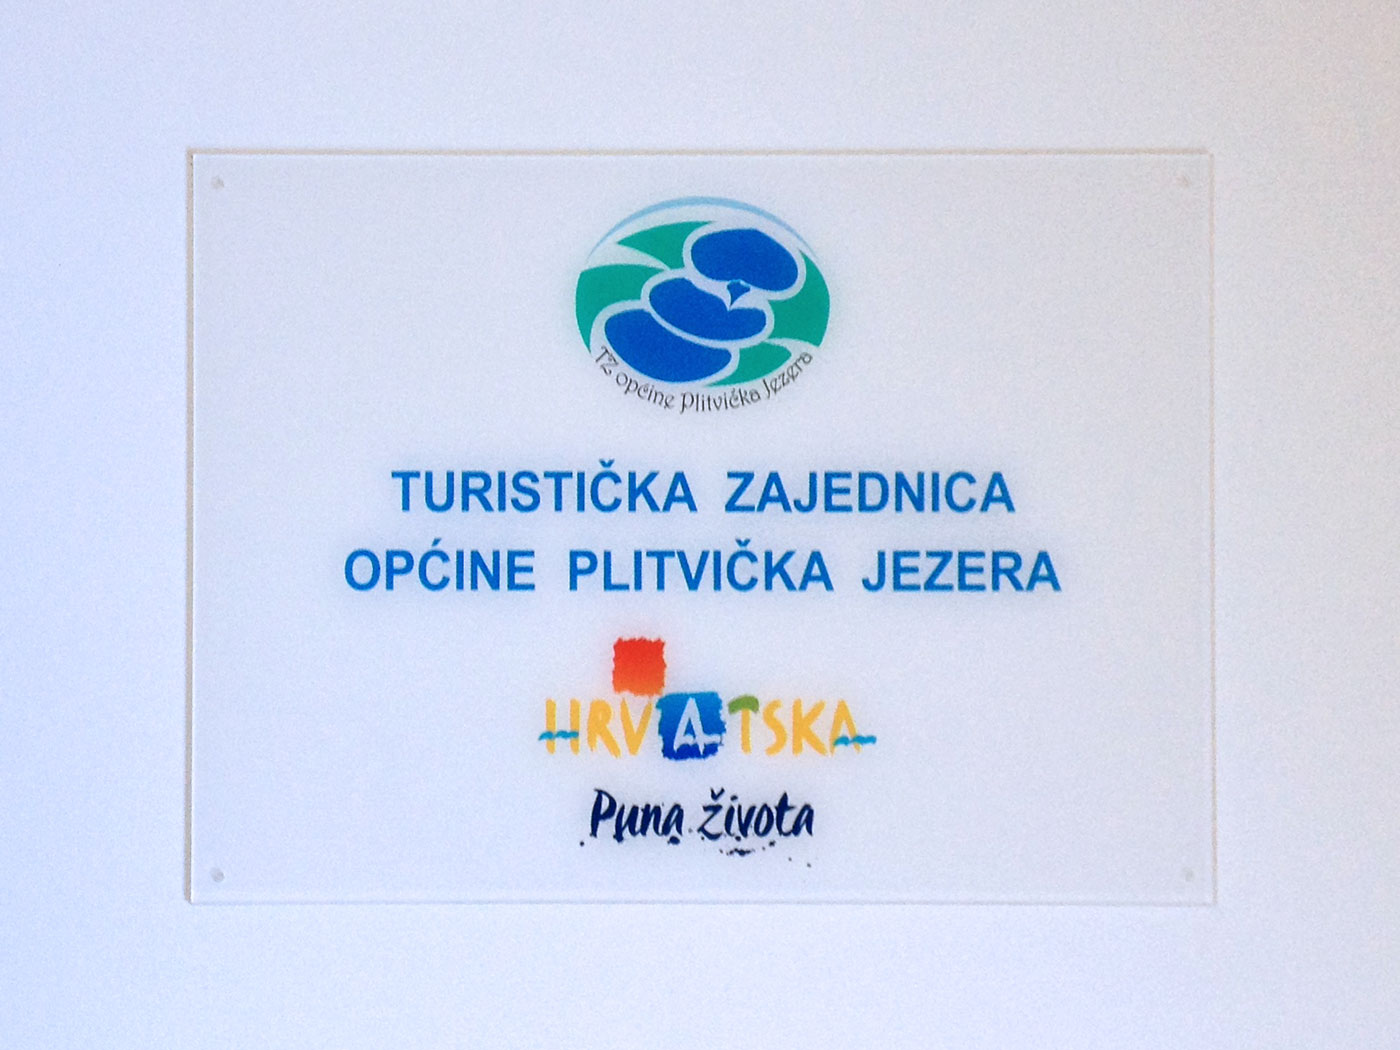 TZ općine Plitvička Jezera
TURISTIČKA ZAJEDNICA
OPĆINE PLITVIČKA JEZERA
HRVATSKA
Puna života